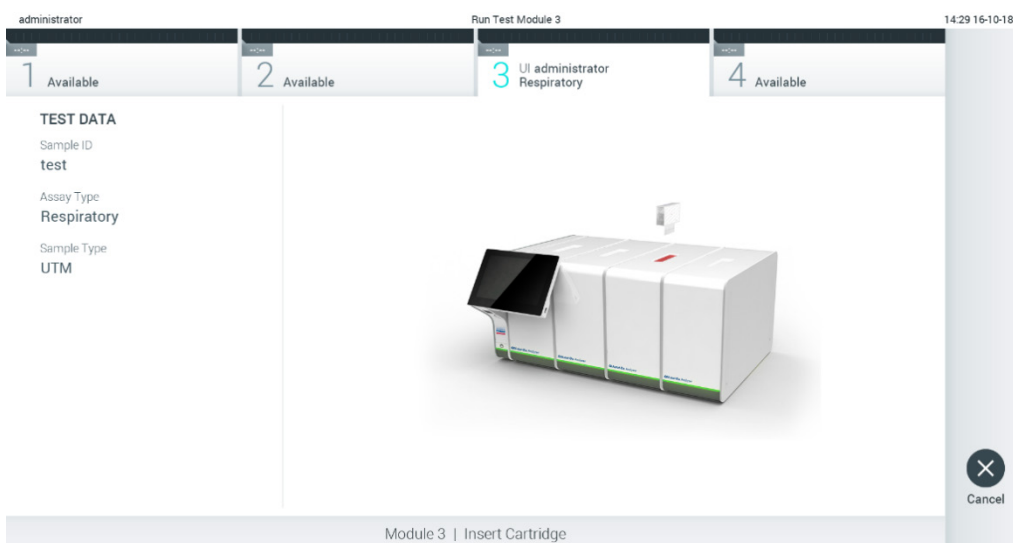 administrator
Run Test Module 3
14:29 16-10-18
--:--
1 Available
--:--
2 Available
--:--
3 UI administrator
Respiratory
--:--
4 Available
TEST DATA
Sample ID
test
Assay Type
Respiratory
Sample Type
UTM
Cancel
Module 3 | Insert Cartridge